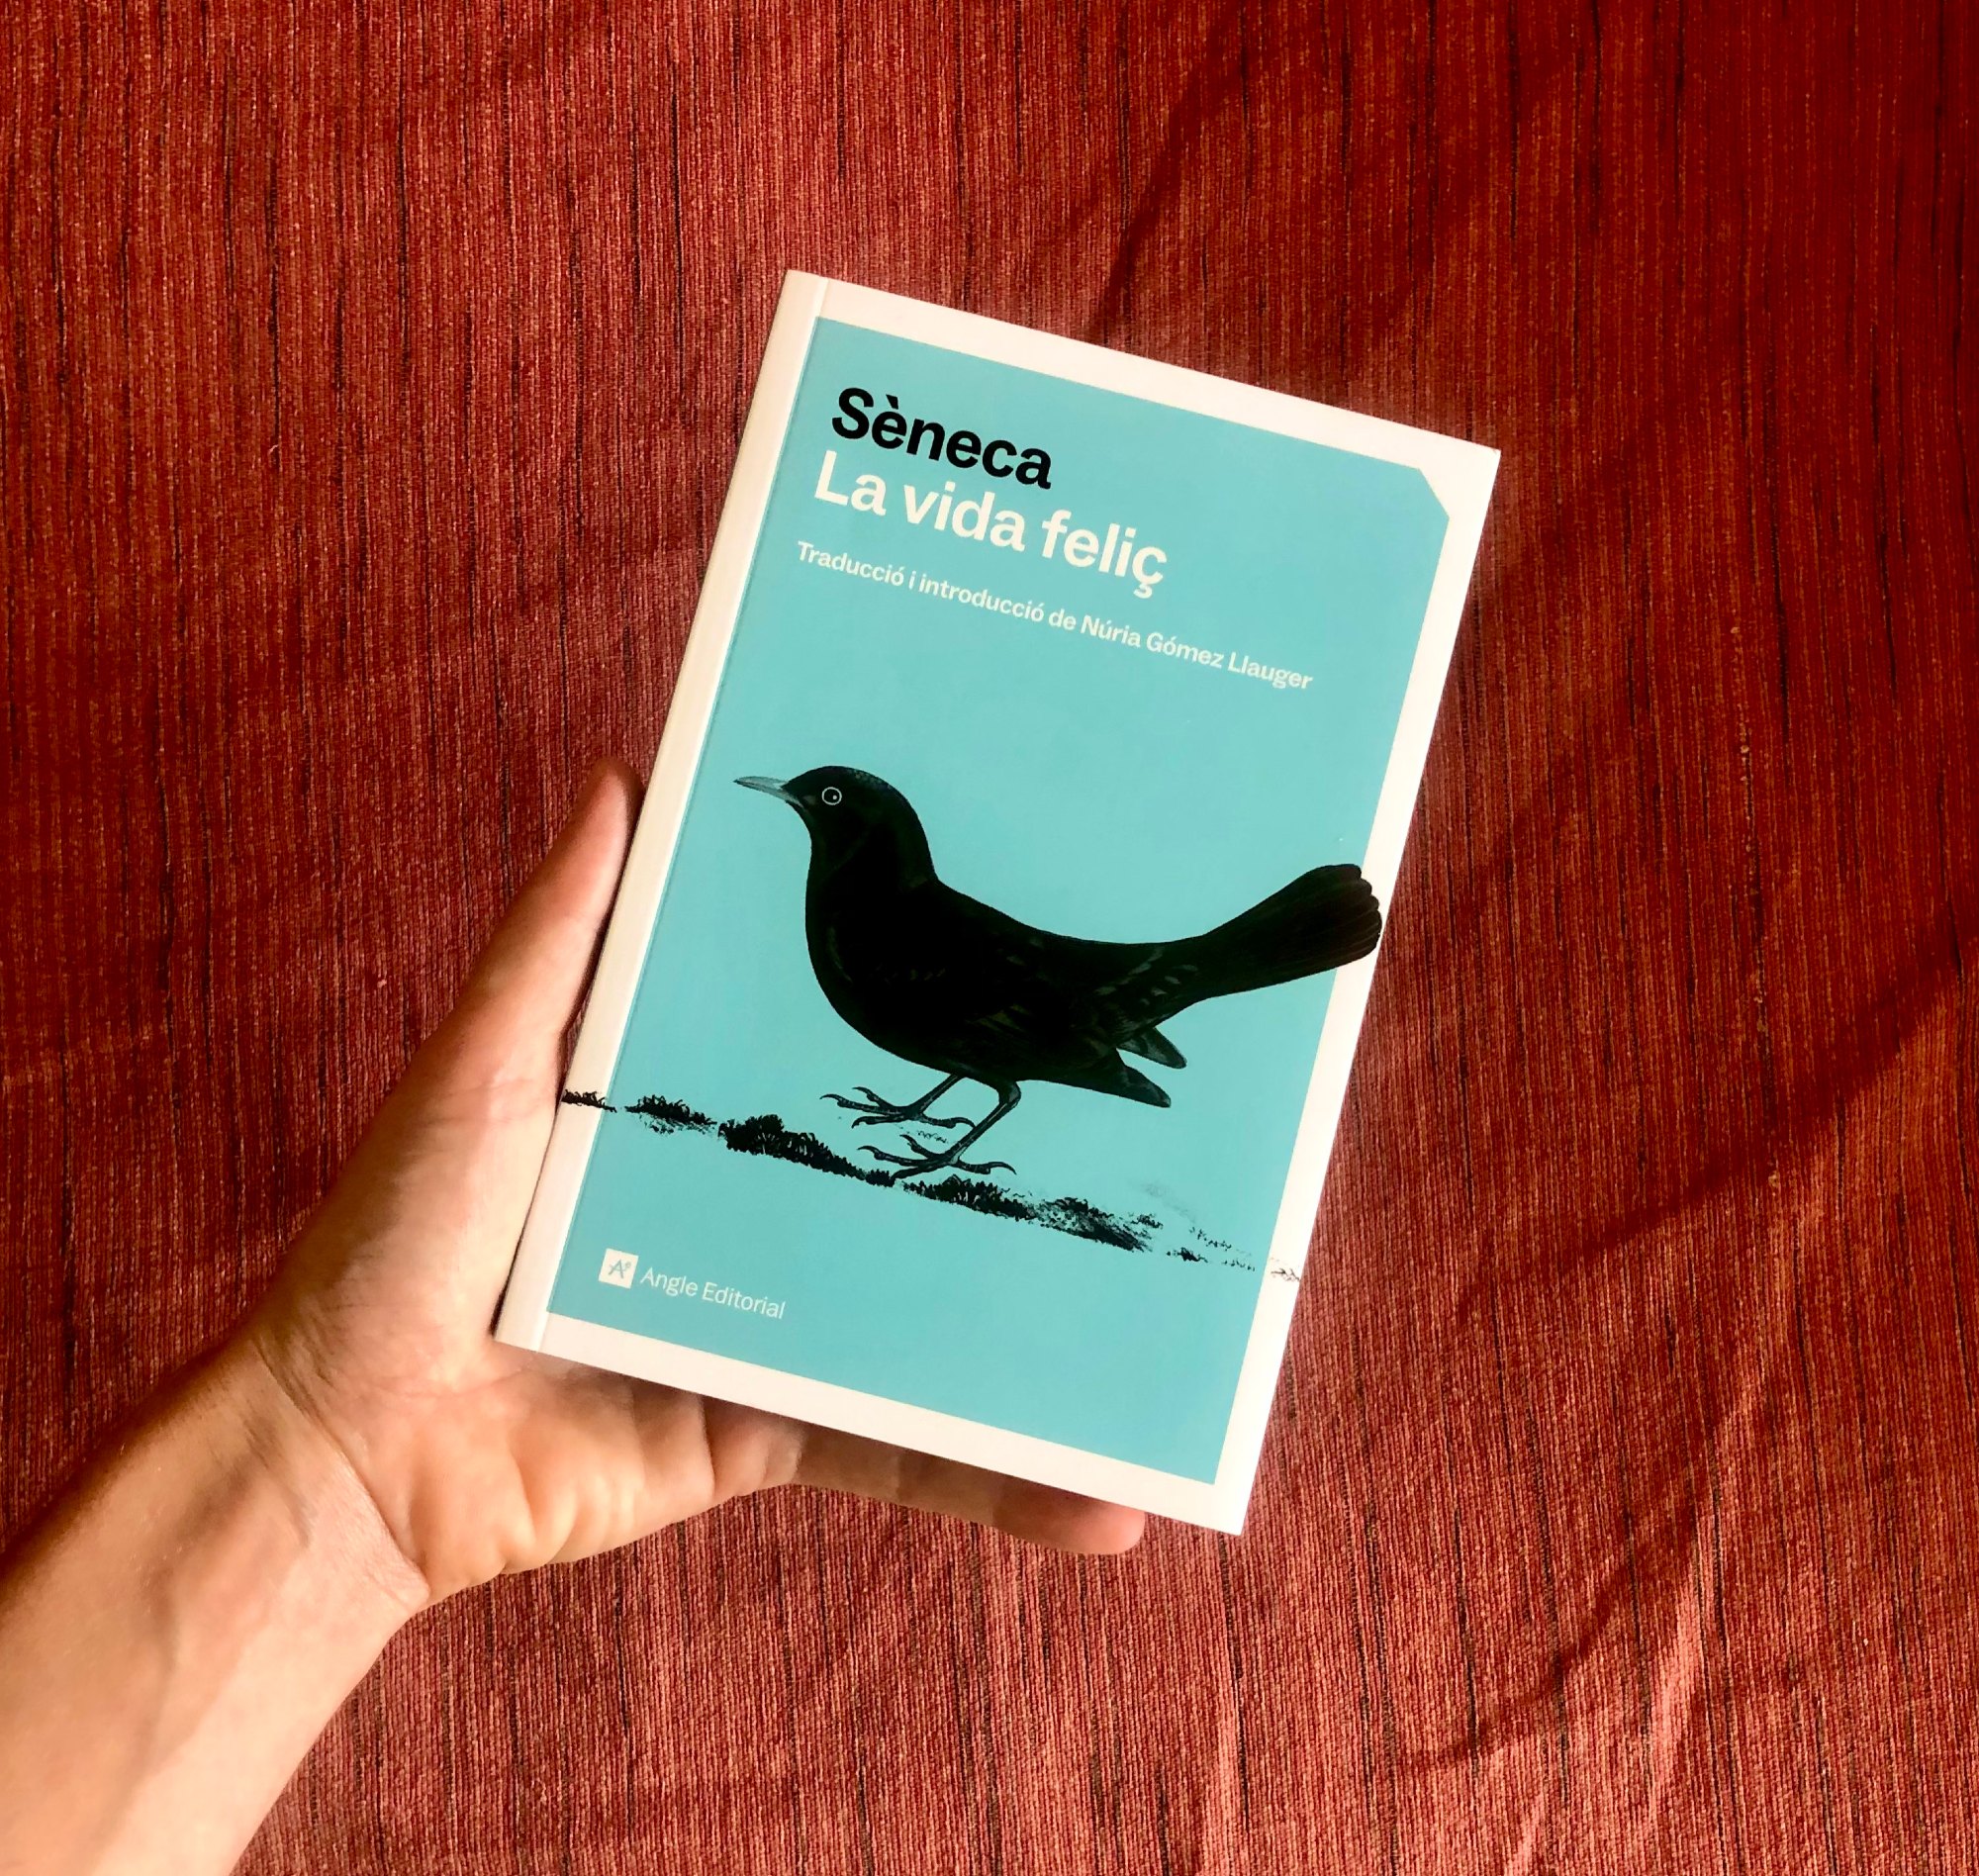 Sèneca
La vida feliç
Traducció i introducció de Núria Gómez Llauger
A
Angle Editorial